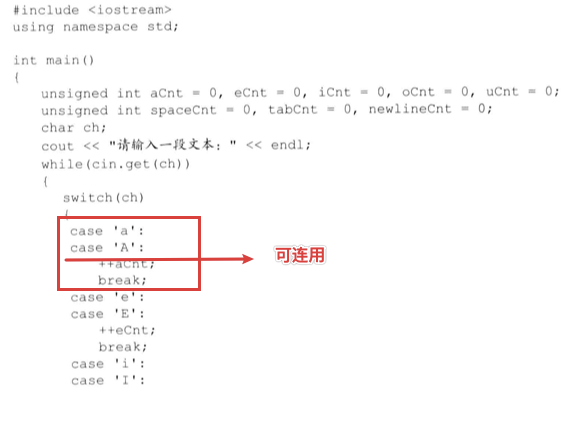 #include <iostream>
using namespace std;
int main()
{
unsigned int aCnt = 0, eCnt = 0, iCnt = 0, oCnt = 0, uCnt = 0;
unsigned int spaceCnt = 0, tabCnt = 0, newlineCnt = 0;
char ch;
cout << "请输入一段文本：" << endl;
while(cin.get(ch))
{
switch(ch)
{
case 'a':
case 'A':
++aCnt;
可连用
break;
case 'e':
case 'E':
++eCnt;
break;
case 'i':
case 'I':